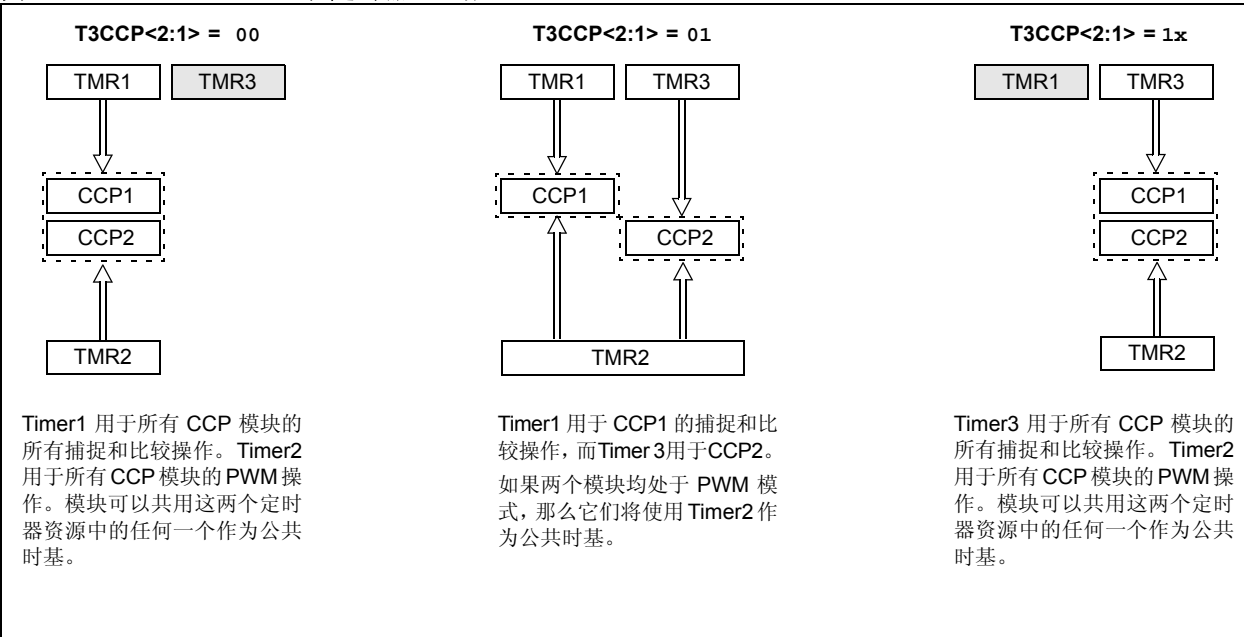 T3CCP<2:1> = 00
TMR1 TMR3
CCP1
CCP2
TMR2
Timer1 用于所有 CCP 模块的
所有捕捉和比较操作。Timer2
用于所有 CCP 模块的 PWM 操
作。模块可以共用这两个定时
器资源中的任何一个作为公共
时基。
T3CCP<2:1> = 01
TMR1 TMR3
CCP1
CCP2
TMR2
Timer1 用于 CCP1 的捕捉和比
较操作，而Timer 3用于CCP2。
如果两个模块均处于 PWM 模
式，那么它们将使用 Timer2 作
为公共时基。
T3CCP<2:1> = 1x
TMR1 TMR3
CCP1
CCP2
TMR2
Timer3 用于所有 CCP 模块的
所有捕捉和比较操作。Timer2
用于所有 CCP 模块的 PWM 操
作。模块可以共用这两个定时
器资源中的任何一个作为公共
时基。